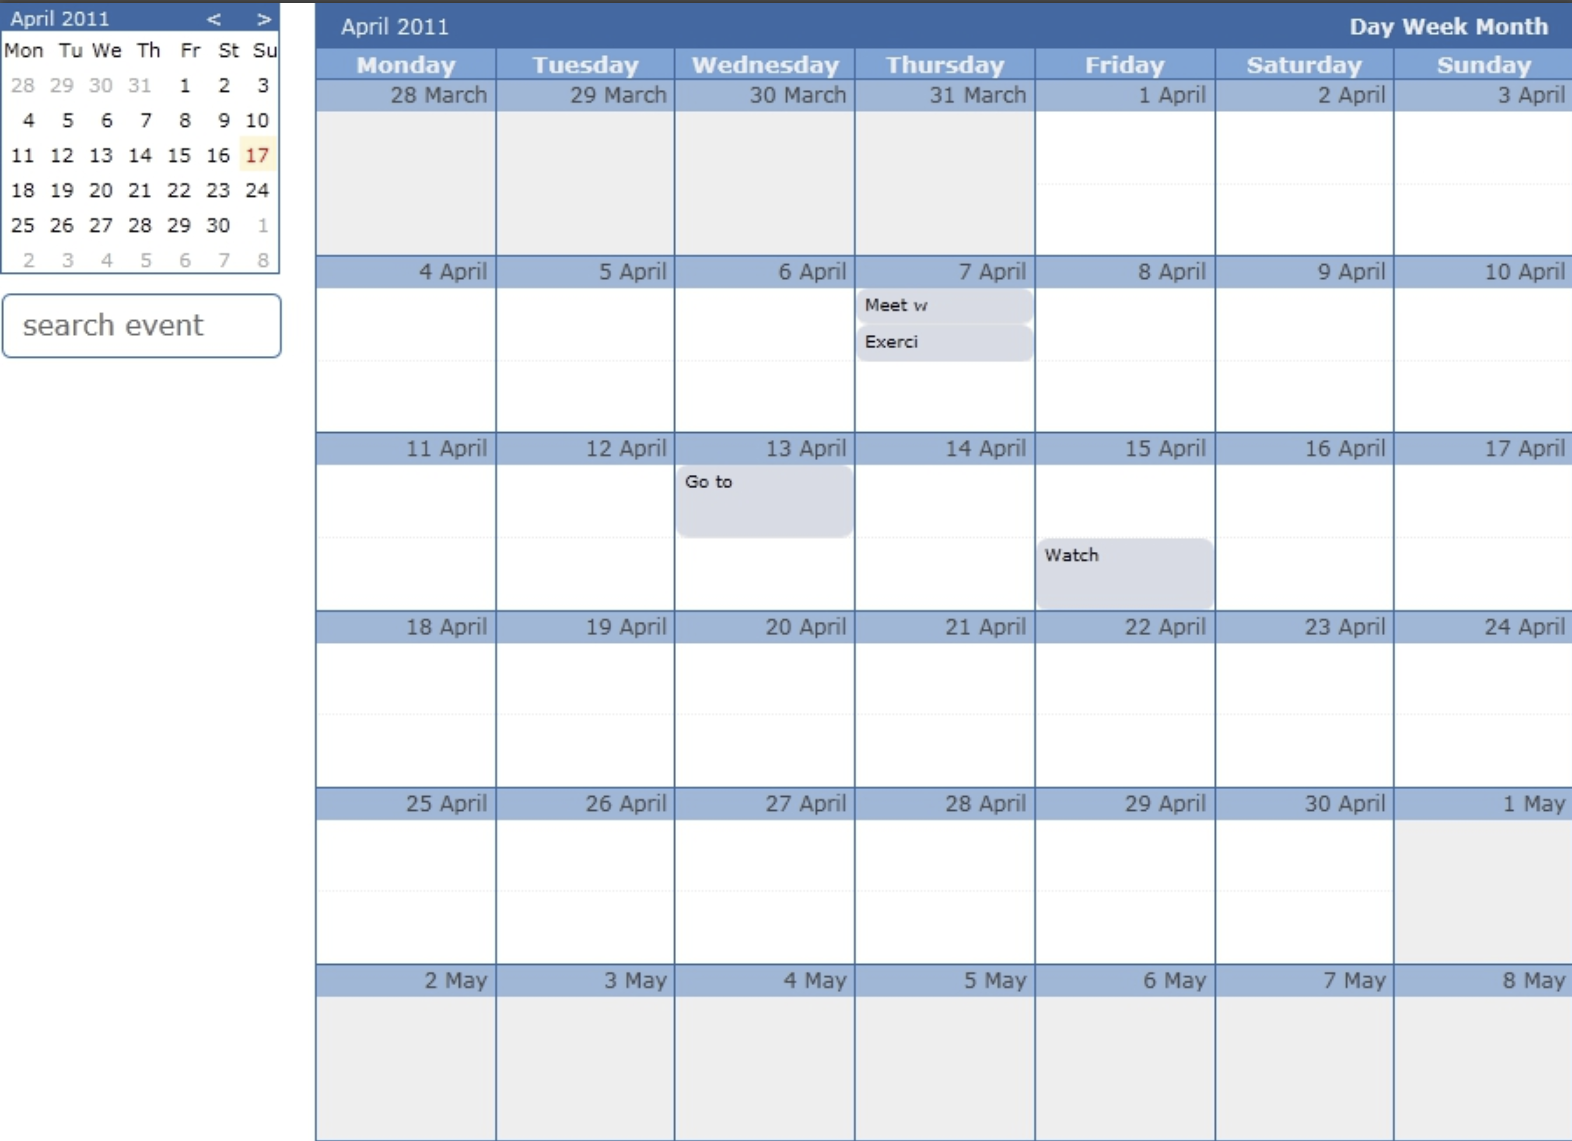 April 2011 < >
Mon Tu We Th Fr St Su
28 29 30 31 1 2 3
4 5 6 7 8 9 10
11 12 13 14 15 16 17
18 19 20 21 22 23 24
25 26 27 28 29 30 1
2 3 4 5 6 7 8
search event
April 2011 Day Week Month
Monday Tuesday Wednesday Thursday Friday Saturday Sunday
28 March 29 March 30 March 31 March 1 April 2 April 3 April
4 April 5 April 6 April 7 April 8 April 9 April 10 April
Meet w
Exerci
11 April 12 April 13 April 14 April 15 April 16 April 17 April
Go to
Watch
18 April 19 April 20 April 21 April 22 April 23 April 24 April
25 April 26 April 27 April 28 April 29 April 30 April 1 May
2 May 3 May 4 May 5 May 6 May 7 May 8 May